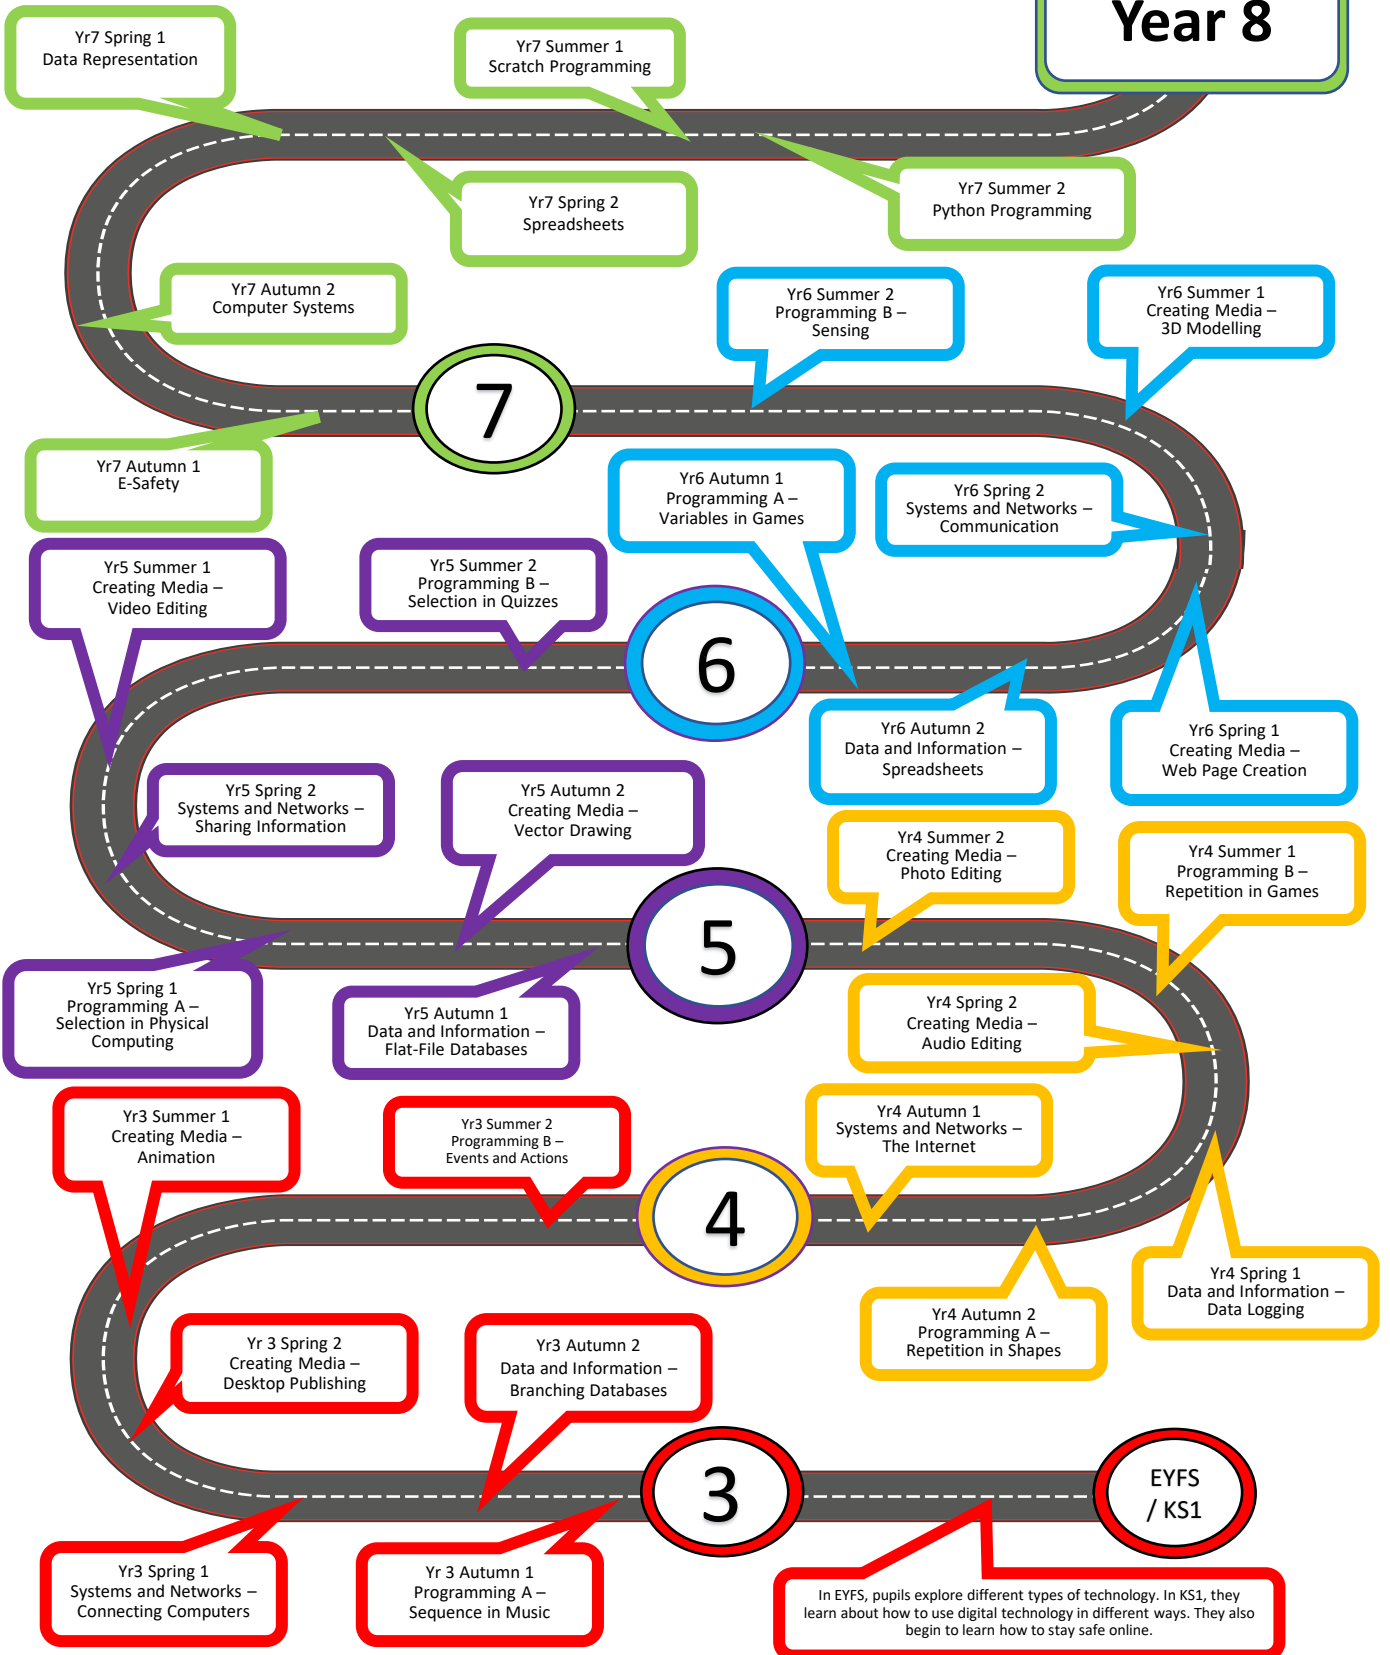 Year 8
Yr7 Spring 1
Data Representation
Yr7 Summer 1
Scratch Programming
Yr7 Spring 2
Spreadsheets
Yr7 Summer 2
Python Programming
Yr7 Autumn 2
Computer Systems
Yr6 Summer 2
Programming B –
Sensing
Yr6 Summer 1
Creating Media –
3D Modelling
7
Yr7 Autumn 1
E-Safety
Yr6 Autumn 1
Programming A –
Variables in Games
Yr6 Spring 2
Systems and Networks –
Communication
Yr5 Summer 1
Creating Media –
Video Editing
Yr5 Summer 2
Programming B –
Selection in Quizzes
6
Yr6 Autumn 2
Data and Information –
Spreadsheets
Yr6 Spring 1
Creating Media –
Web Page Creation
Yr5 Spring 2
Systems and Networks –
Sharing Information
Yr5 Autumn 2
Creating Media –
Vector Drawing
Yr4 Summer 2
Creating Media –
Photo Editing
Yr4 Summer 1
Programming B –
Repetition in Games
5
Yr5 Spring 1
Programming A –
Selection in Physical
Computing
Yr5 Autumn 1
Data and Information –
Flat-File Databases
Yr4 Spring 2
Creating Media –
Audio Editing
Yr3 Summer 1
Creating Media –
Animation
Yr3 Summer 2
Programming B –
Events and Actions
Yr4 Autumn 1
Systems and Networks –
The Internet
4
Yr4 Autumn 2
Programming A –
Repetition in Shapes
Yr4 Spring 1
Data and Information –
Data Logging
Yr 3 Spring 2
Creating Media –
Desktop Publishing
Yr3 Autumn 2
Data and Information –
Branching Databases
3
EYFS
/ KS1
Yr3 Spring 1
Systems and Networks –
Connecting Computers
Yr 3 Autumn 1
Programming A –
Sequence in Music
In EYFS, pupils explore different types of technology. In KS1, they
learn about how to use digital technology in different ways. They also
begin to learn how to stay safe online.